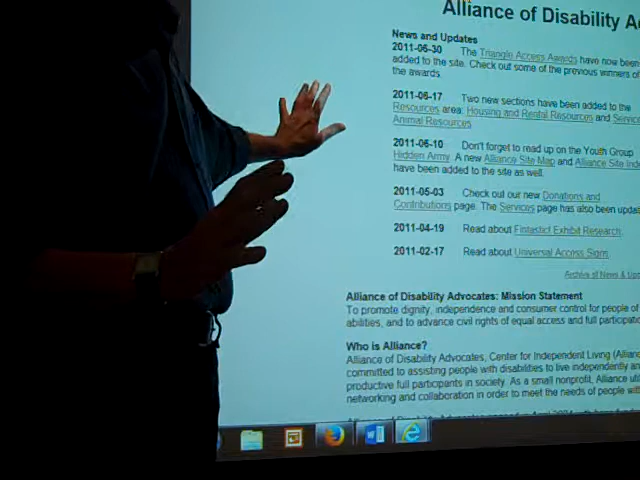 Alliance of Disability
News and Updates
2011-06-30 The Triangle Access Awards have now been
added to the site. Check out some of the previous winners of
the awards.
2011-06-17 Two new sections have been added to the
Resources area: Housing and Rental Resources and Service
Animal Resources
2011-06-10 Don't forget to read up on the Youth Group
Hidden Army. A new Alliance Site Map and Alliance Site
have been added to the site as well.
2011-05-03 Check out our new Donations and
Contributions page. The Services page has also been
2011-04-19 Read about Fintastic! Exhibit Research.
2011-02-17 Read about Universal Access Signs.
Archive of News &
Alliance of Disability Advocates: Mission Statement
To promote dignity, independence and consumer control for people of
abilities, and to advance civil rights of equal access and full
Who is Alliance?
Alliance of Disability Advocates, Center for Independent Living
committed to assisting people with disabilities to live independently
productive full participants in society. As a small nonprofit, Alliance
networking and collaboration in order to meet the needs of people